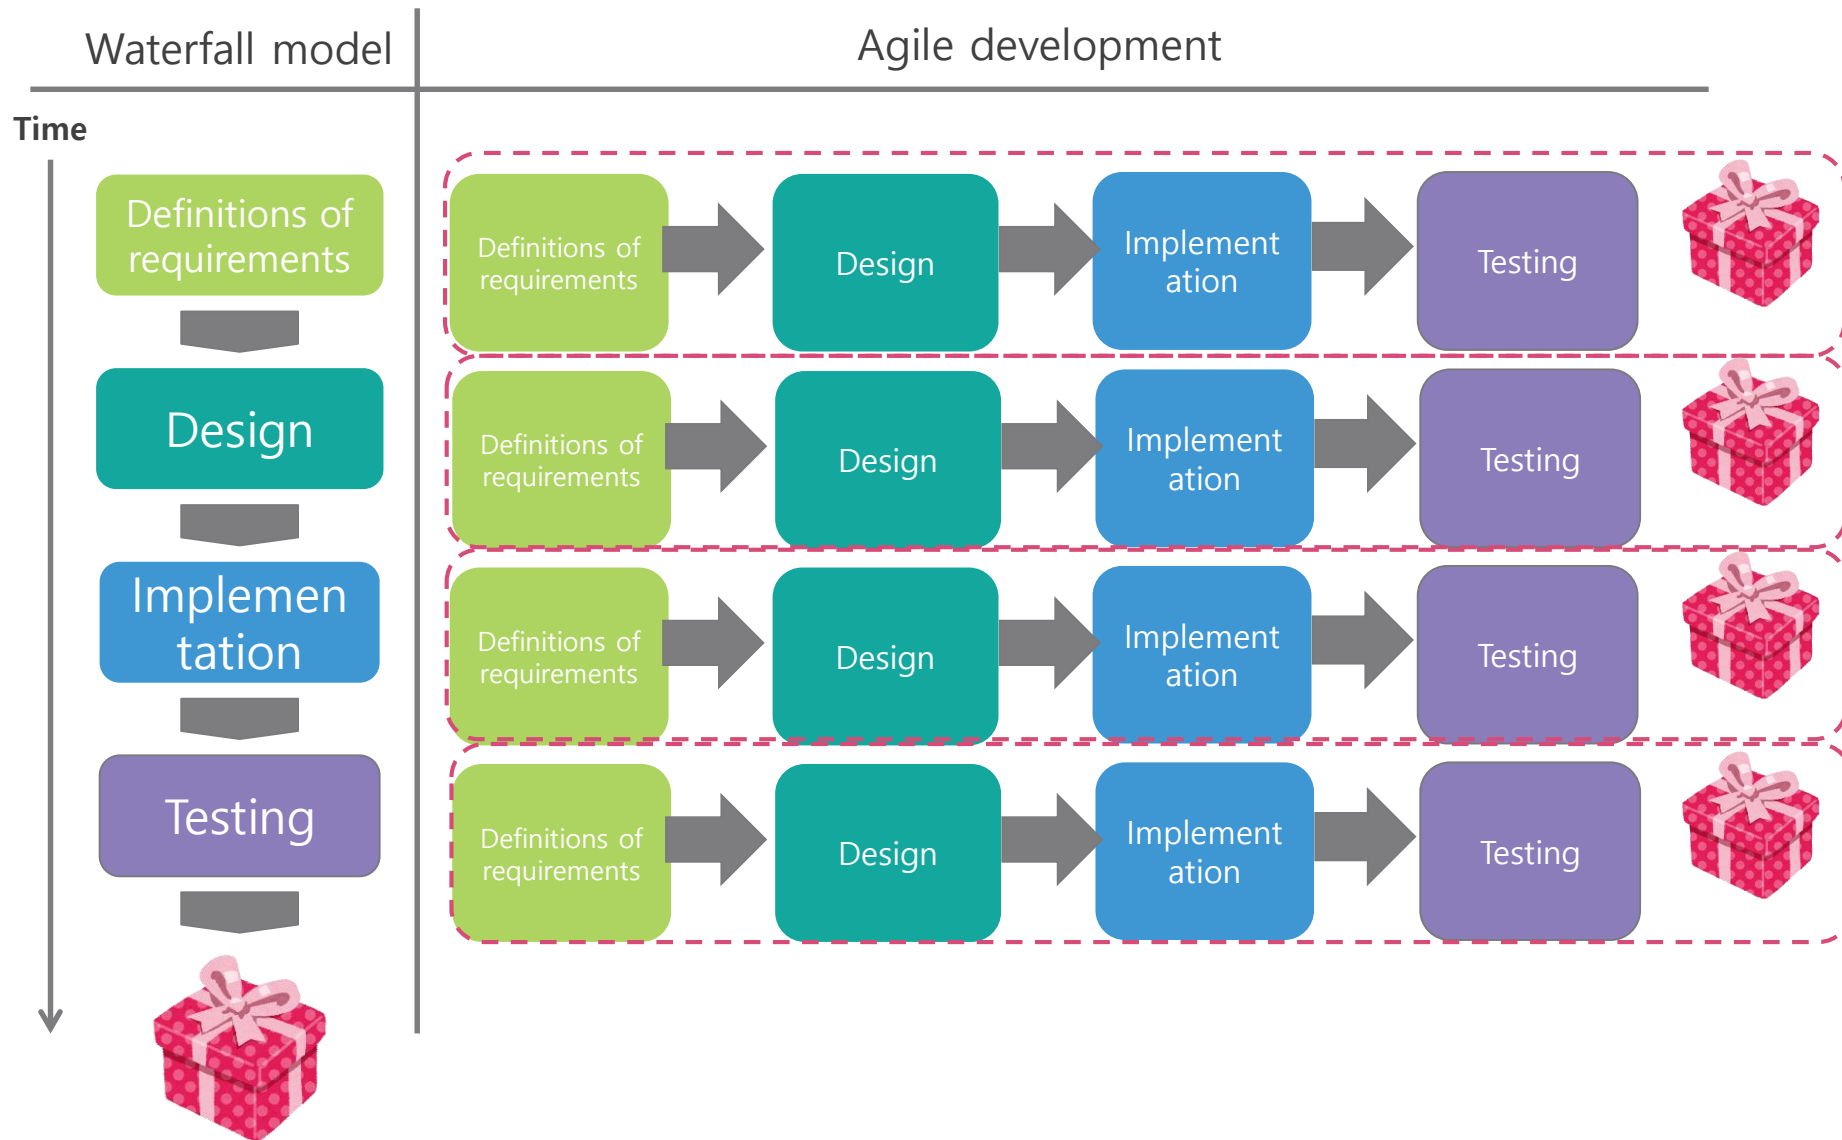 Waterfall model
Agile development
Time
Definitions of
requirements
Design
Implemen
tation
Testing
Definitions of
requirements
Design
Implement
ation
Testing
Definitions of
requirements
Design
Implement
ation
Testing
Definitions of
requirements
Design
Implement
ation
Testing
Definitions of
requirements
Design
Implement
ation
Testing